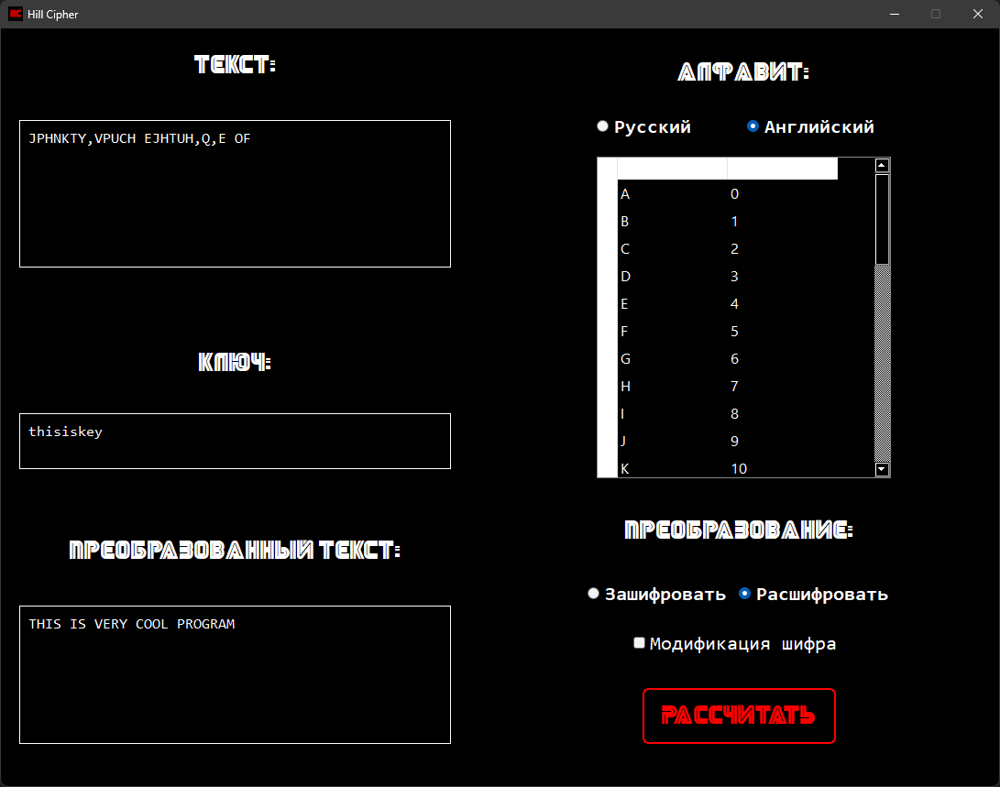 Hill Cipher
ТЕКСТ:
JPHNKTY,VPUCH EJHTUH,Q,E OF
КЛЮЧ:
thisiskey
ПРЕОБРАЗОВАННЫЙ ТЕКСТ:
THIS IS VERY COOL PROGRAM
АЛФАВИТ:
Русский Английский
A 0
B 1
C 2
D 3
E 4
F 5
G 6
H 7
I 8
J 9
K 10
ПРЕОБРАЗОВАНИЕ:
Зашифровать Расшифровать
Модификация шифра
РАССЧИТАТЬ